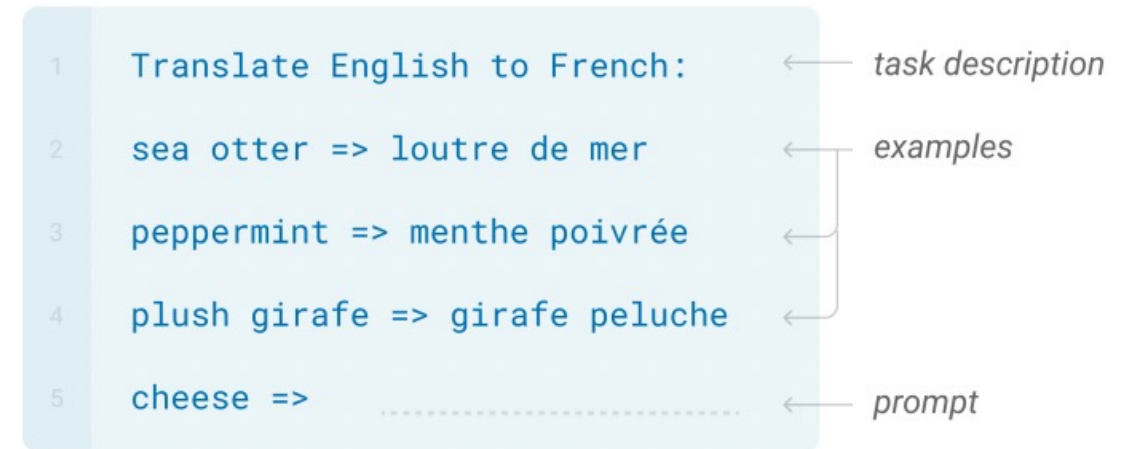 1 Translate English to French: task description
2 sea otter => loutre de mer examples
3 peppermint => menthe poivrée
4 plush girafe => girafe peluche
5 cheese => prompt